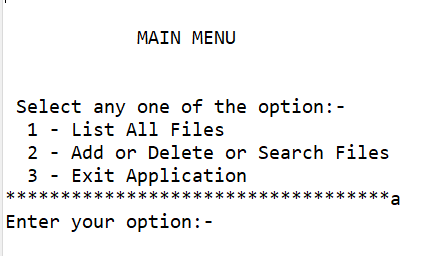 MAIN MENU
Select any one of the option:-
1 - List All Files
2 - Add or Delete or Search Files
3 - Exit Application
***********************************a
Enter your option:-